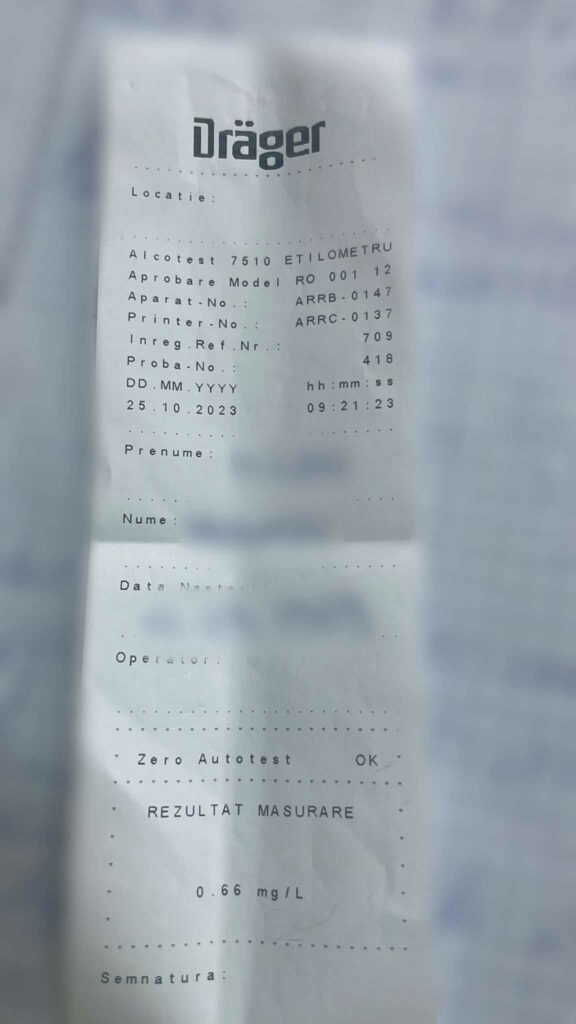 Dräger
Locatie:
Alcotest 7510 ETILOMETRU
Aprobare Model RO 001 12
Aparat-No.: ARRB-0147
Printer-No.: ARRC-0137
Inreg.Ref.Nr.: 709
Proba-No.: 418
DD.MM.YYYY hh:mm:ss
25.10.2023 09:21:23
Prenume:
Nume:
Data
Operator:
Zero Autotest OK
REZULTAT MASURARE
0.66 mg/L
Semnatura: